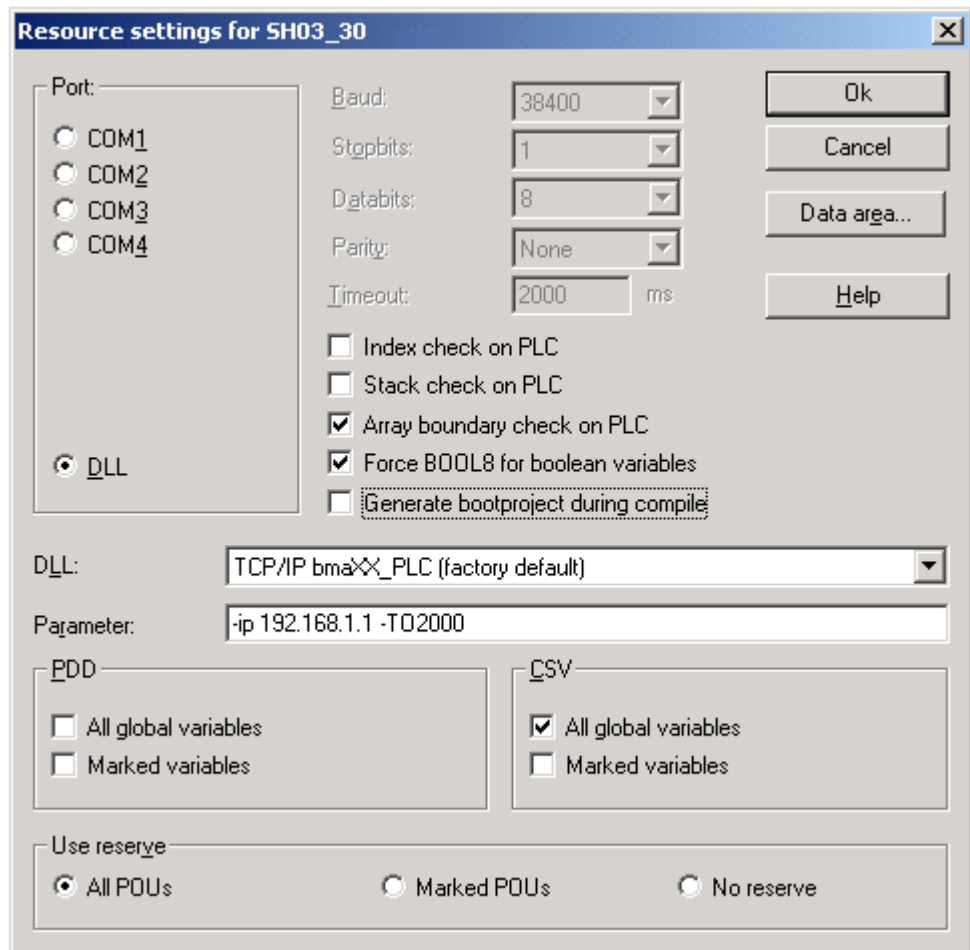 Resource settings for SH03_30
Port:
COM1
COM2
COM3
COM4
DLL
Baud: 38400
Stopbits: 1
Databits: 8
Parity: None
Timeout: 2000 ms
Index check on PLC
Stack check on PLC
Array boundary check on PLC
Force BOOL8 for boolean variables
Generate bootproject during compile
Ok
Cancel
Data area...
Help
DLL: TCP/IP bmaXX_PLC (factory default)
Parameter: -ip 192.168.1.1 -TO2000
PDD
All global variables
Marked variables
CSV
All global variables
Marked variables
Use reserve
All POUs Marked POUs No reserve